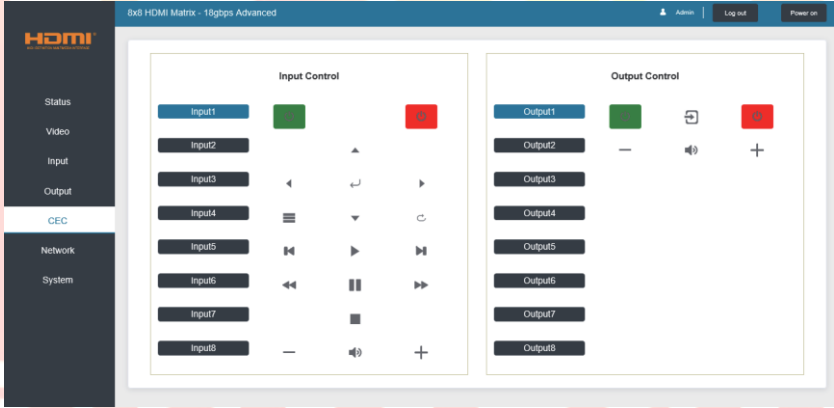 8x8 HDMI Matrix - 18gbps Advanced
Admin
Log out
Power on
HDMI
Status
Video
Input
Output
CEC
Network
System
Input Control
Input1
Input2
Input3
Input4
Input5
Input6
Input7
Input8
Output Control
Output1
Output2
Output3
Output4
Output5
Output6
Output7
Output8